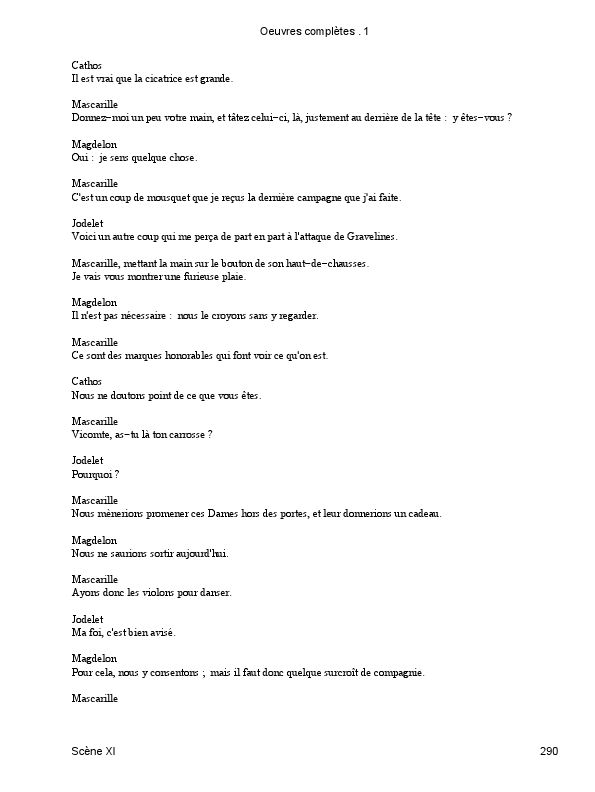 Oeuvres complètes . 1
Cathos
Il est vrai que la cicatrice est grande.
Mascarille
Donnez−moi un peu votre main, et tâtez celui−ci, là, justement au derrière de la tête : y êtes−vous ?
Magdelon
Oui : je sens quelque chose.
Mascarille
C'est un coup de mousquet que je reçus la dernière campagne que j'ai faite.
Jodelet
Voici un autre coup qui me perça de part en part à l'attaque de Gravelines.
Mascarille, mettant la main sur le bouton de son haut−de−chausses.
Je vais vous montrer une furieuse plaie.
Magdelon
Il n'est pas nécessaire : nous le croyons sans y regarder.
Mascarille
Ce sont des marques honorables qui font voir ce qu'on est.
Cathos
Nous ne doutons point de ce que vous êtes.
Mascarille
Vicomte, as−tu là ton carrosse ?
Jodelet
Pourquoi ?
Mascarille
Nous mènerions promener ces Dames hors des portes, et leur donnerions un cadeau.
Magdelon
Nous ne saurions sortir aujourd'hui.
Mascarille
Ayons donc les violons pour danser.
Jodelet
Ma foi, c'est bien avisé.
Magdelon
Pour cela, nous y consentons ; mais il faut donc quelque surcroît de compagnie.
Mascarille
Scène XI
290